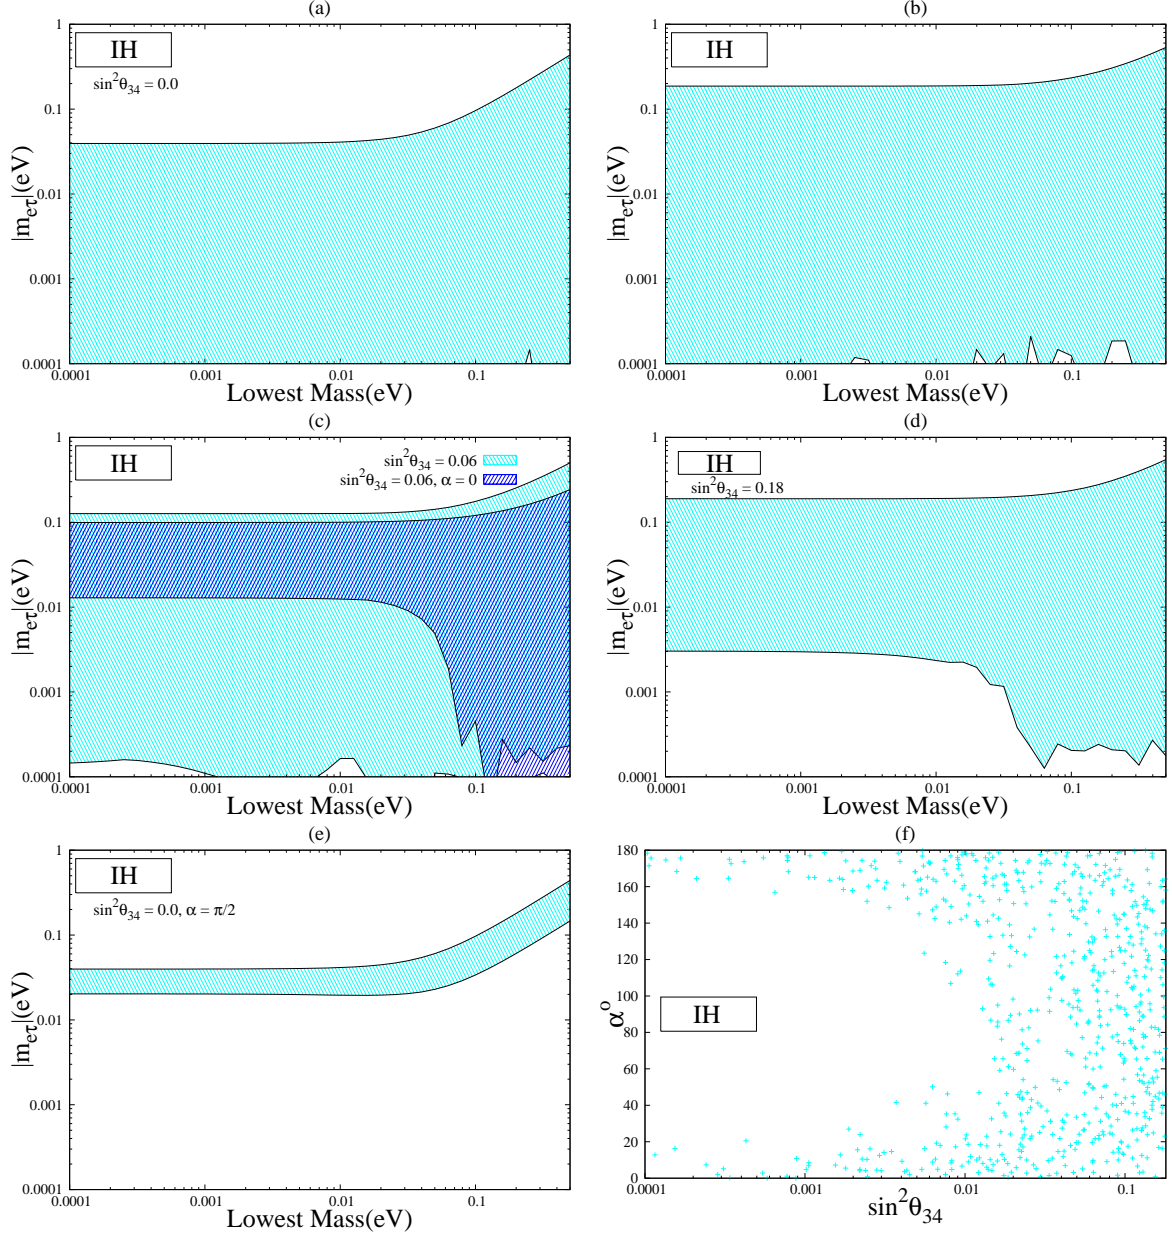 (a)
IH
sin²θ₃₄ = 0.0
1
0.1
0.01
0.001
0.0001
|m_eτ|(eV)
0.0001 0.001 0.01 0.1
Lowest Mass(eV)
(b)
IH
1
0.1
0.01
0.001
0.0001
|m_eτ|(eV)
0.0001 0.001 0.01 0.1
Lowest Mass(eV)
(c)
IH
sin²θ₃₄ = 0.06
sin²θ₃₄ = 0.06, α = 0
1
0.1
0.01
0.001
0.0001
|m_eτ|(eV)
0.0001 0.001 0.01 0.1
Lowest Mass(eV)
(d)
IH
sin²θ₃₄ = 0.18
1
0.1
0.01
0.001
0.0001
|m_eτ|(eV)
0.0001 0.001 0.01 0.1
Lowest Mass(eV)
(e)
IH
sin²θ₃₄ = 0.0, α = π/2
1
0.1
0.01
0.001
0.0001
|m_eτ|(eV)
0.0001 0.001 0.01 0.1
Lowest Mass(eV)
(f)
180
160
140
120
100
80
60
40
20
0
α°
IH
0.0001 0.001 0.01 0.1
sin²θ₃₄